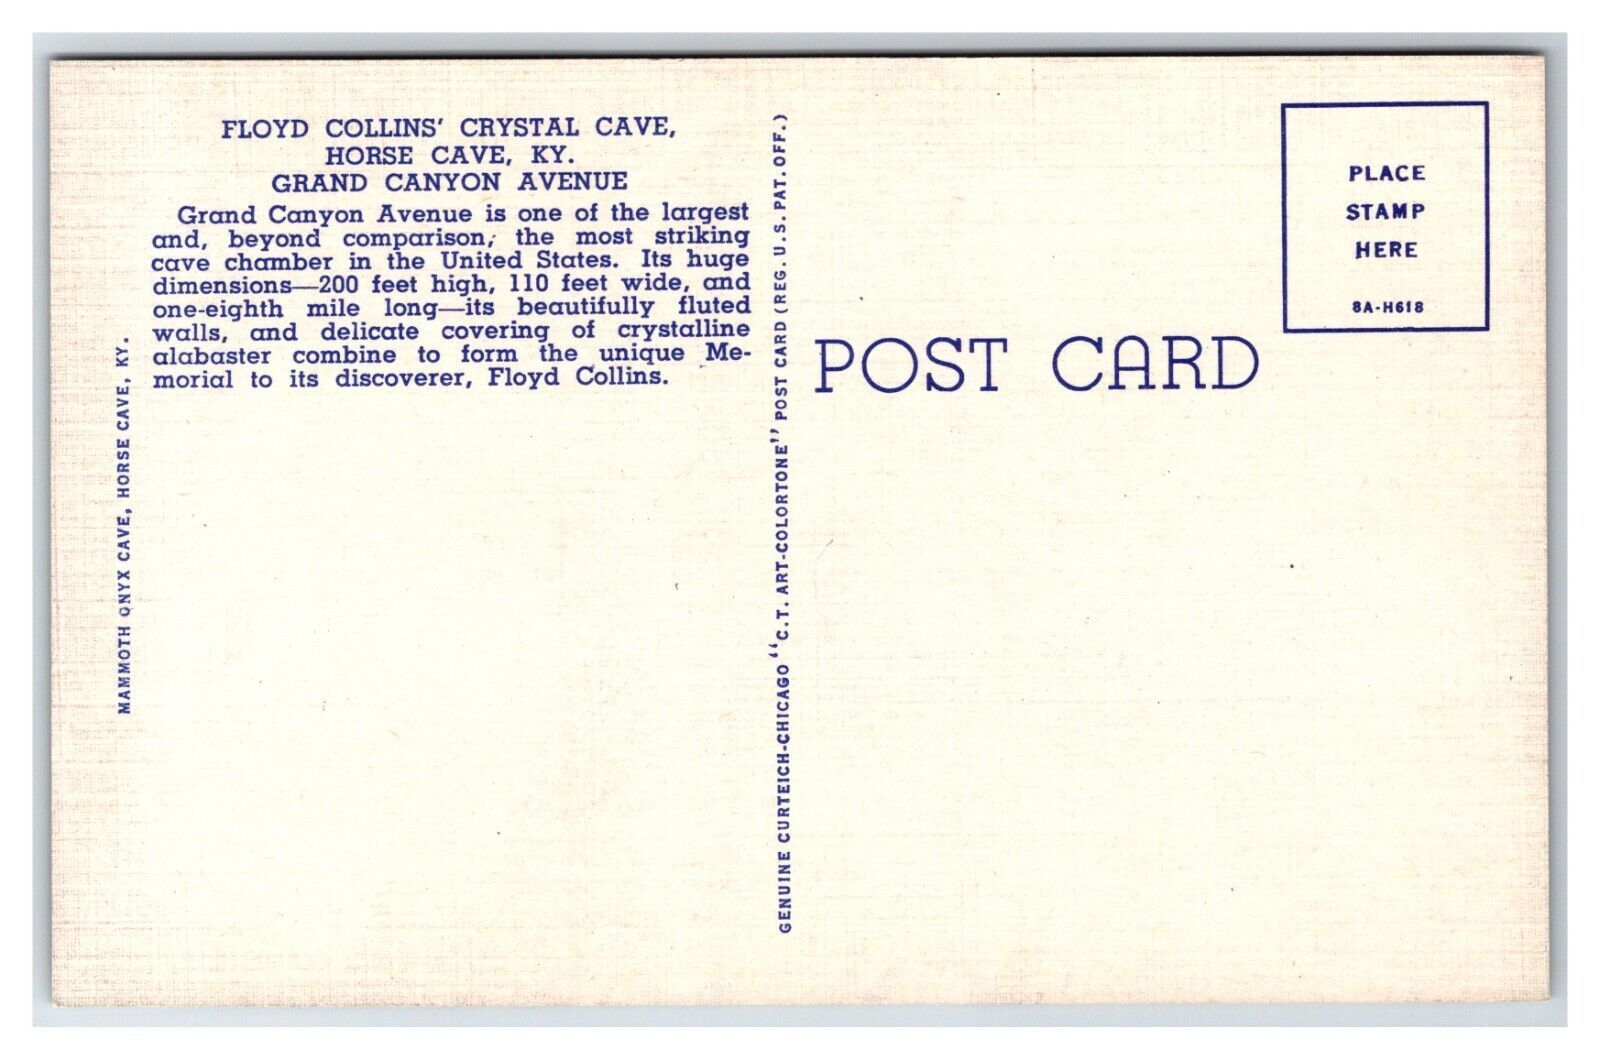 FLOYD COLLINS' CRYSTAL CAVE,
HORSE CAVE, KY.
GRAND CANYON AVENUE
Grand Canyon Avenue is one of the largest
and, beyond comparison, the most striking
cave chamber in the United States. Its huge
dimensions—200 feet high, 110 feet wide, and
one-eighth mile long—its beautifully fluted
walls, and delicate covering of crystalline
alabaster combine to form the unique Me-
morial to its discoverer, Floyd Collins.
MAMMOTH ONYX CAVE, HORSE CAVE, KY.
GENUINE CURTEICH-CHICAGO "C.T. ART-COLORTONE" POST CARD (REG. U.S. PAT. OFF.)
POST CARD
PLACE
STAMP
HERE
8A-H618